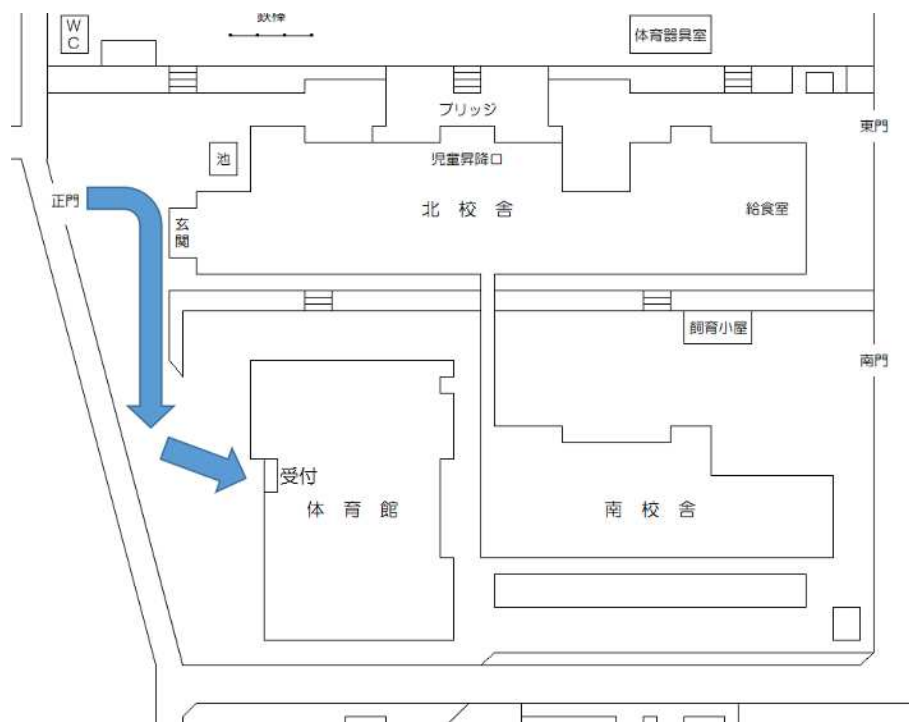 WC
鉄棒
体育器具室
ブリッジ
東門
児童昇降口
池
正門
玄関
北校舎
給食室
飼育小屋
南門
受付
体育館
南校舎